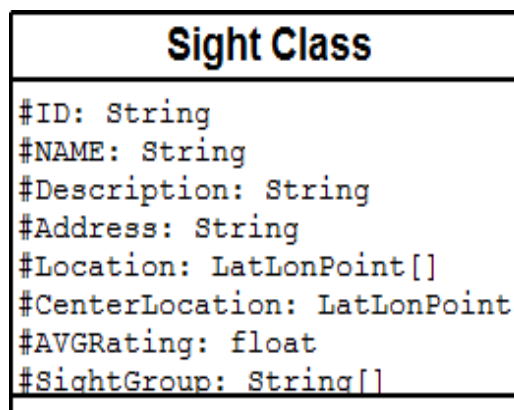 Sight Class
#ID: String
#NAME: String
#Description: String
#Address: String
#Location: LatLonPoint[]
#CenterLocation: LatLonPoint
#AVGRating: float
#SightGroup: String[]